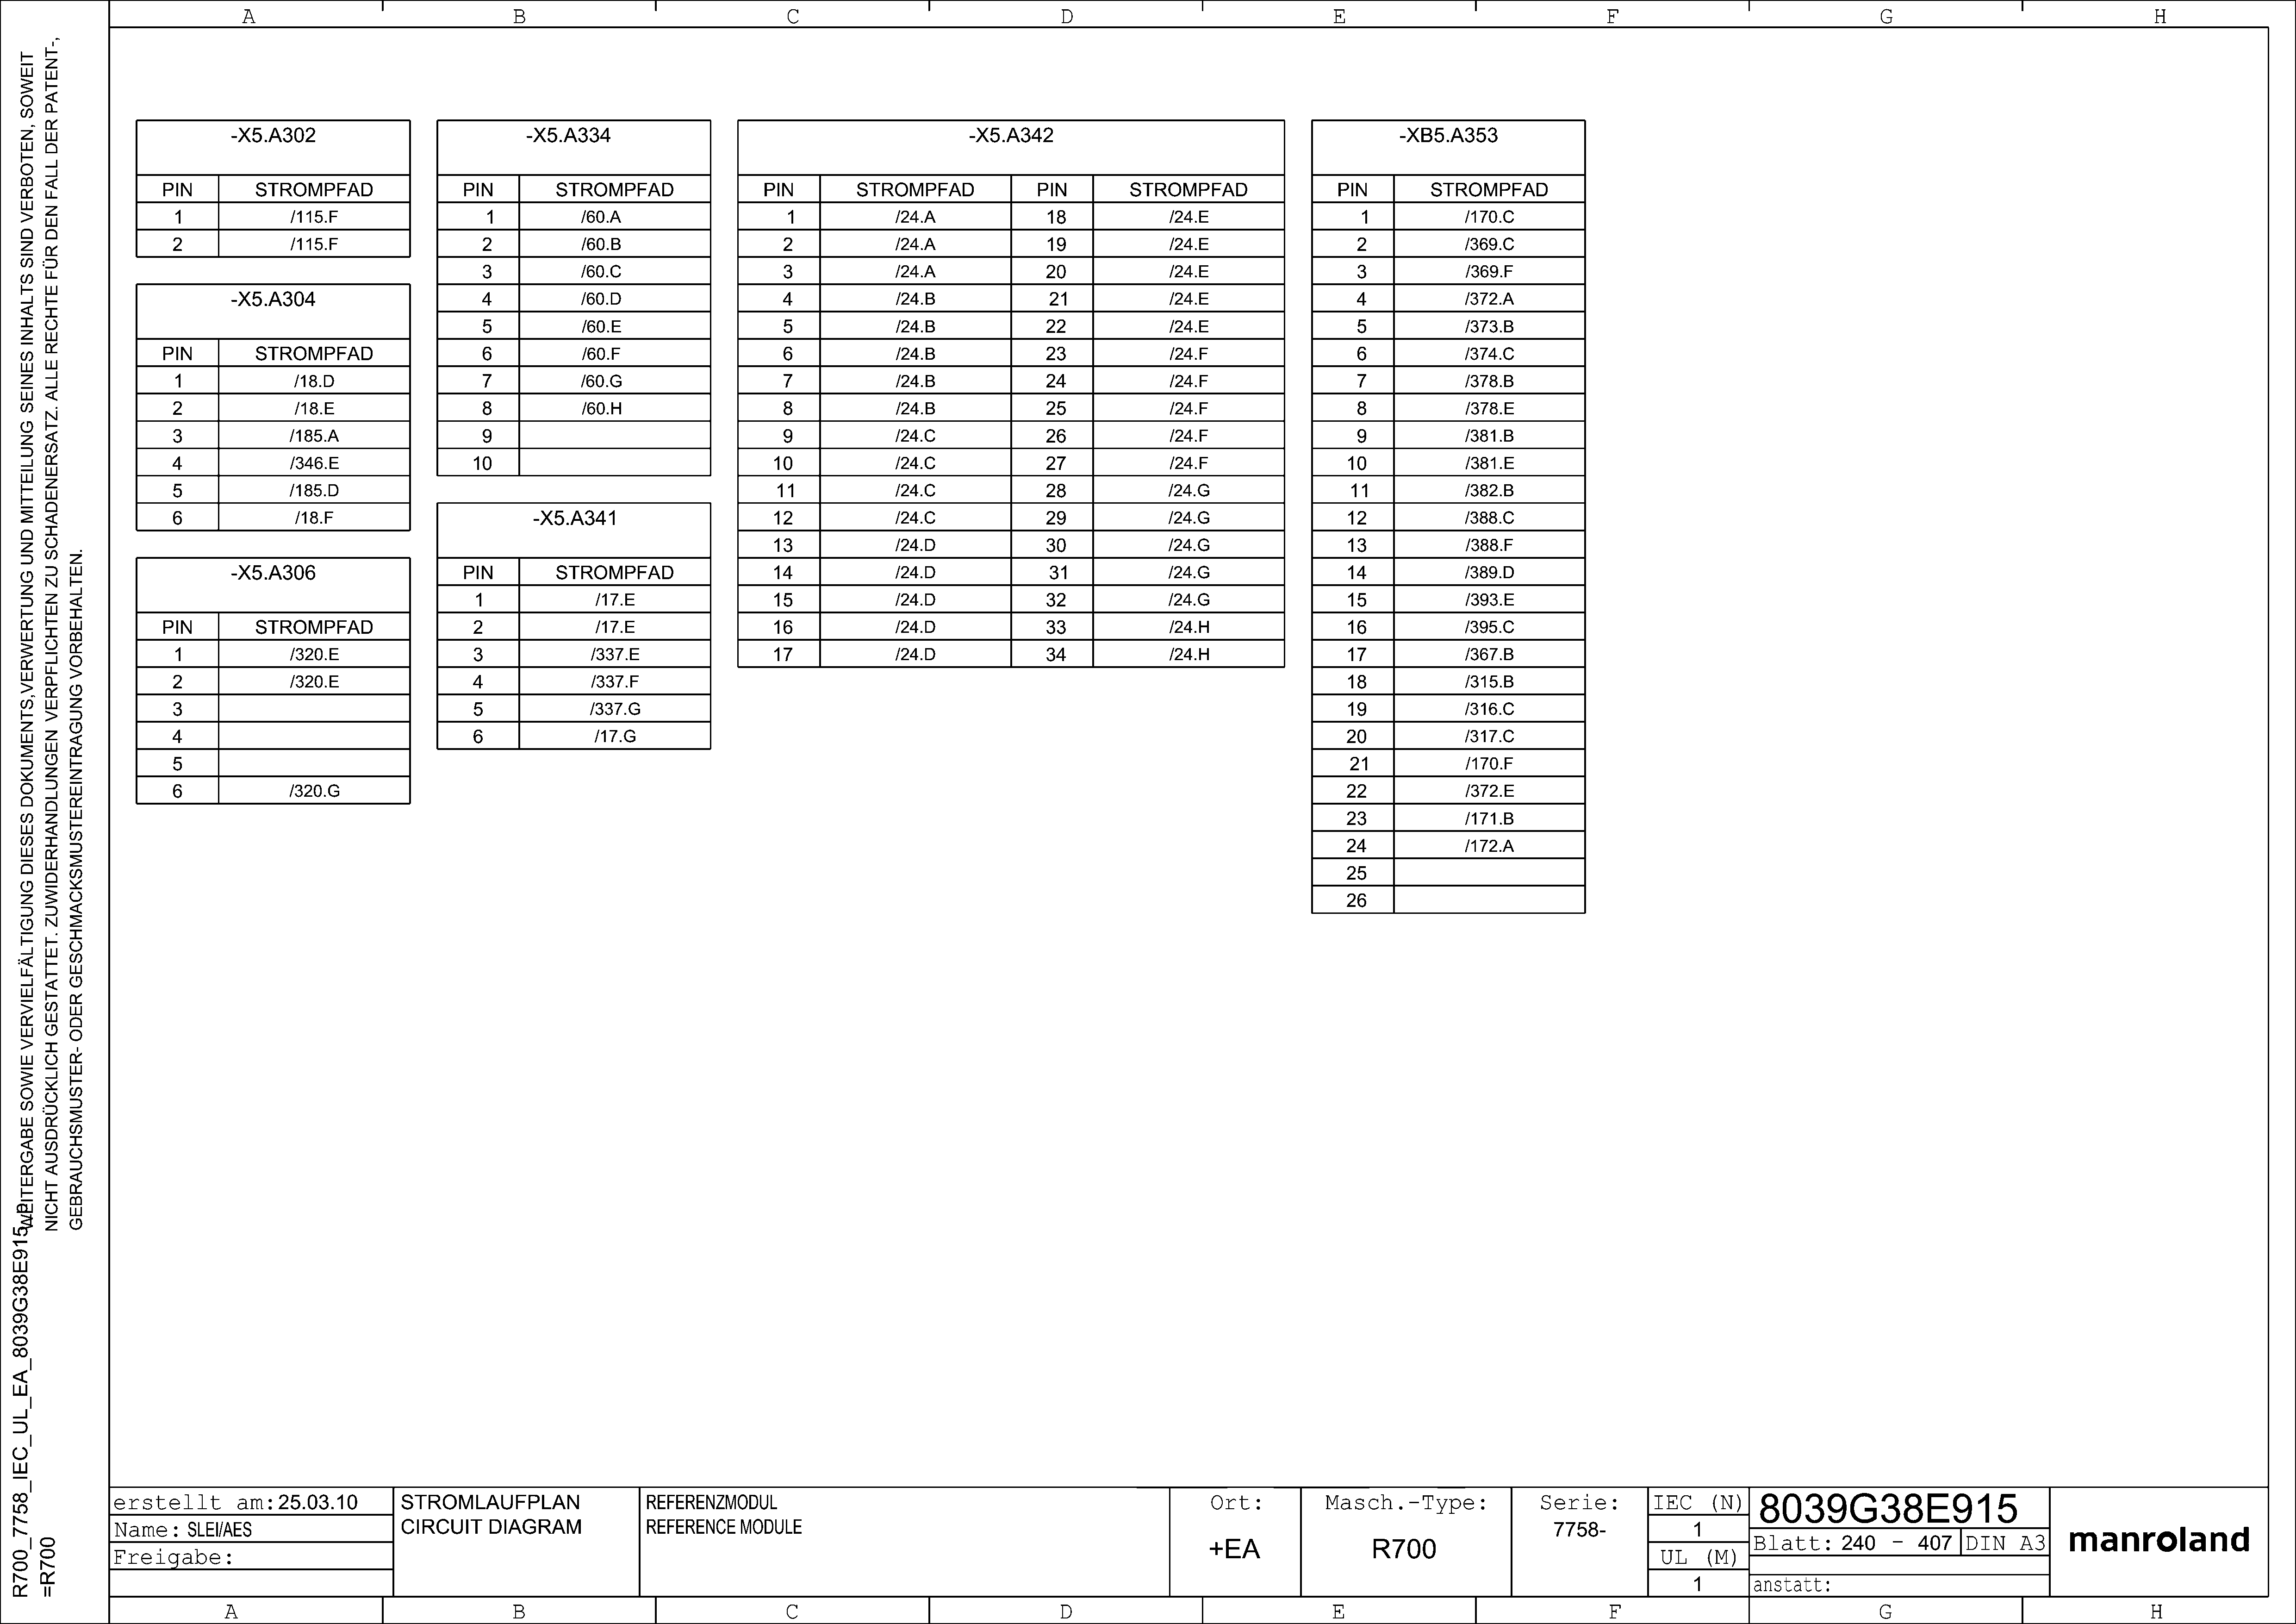 A B C D E F G H
WEITERGABE SOWIE VERVIELFÄLTIGUNG DIESES DOKUMENTS,VERWERTUNG UND MITTEILUNG SEINES INHALTS SIND VERBOTEN, SOWEIT
NICHT AUSDRÜCKLICH GESTATTET. ZUWIDERHANDLUNGEN VERPFLICHTEN ZU SCHADENERSATZ. ALLE RECHTE FÜR DEN FALL DER PATENT-,
GEBRAUCHSMUSTER- ODER GESCHMACKSMUSTEREINTRAGUNG VORBEHALTEN.
-X5.A302
PIN STROMPFAD
1 /115.F
2 /115.F
-X5.A304
PIN STROMPFAD
1 /18.D
2 /18.E
3 /185.A
4 /346.E
5 /185.D
6 /18.F
-X5.A306
PIN STROMPFAD
1 /320.E
2 /320.E
3
4
5
6 /320.G
-X5.A334
PIN STROMPFAD
1 /60.A
2 /60.B
3 /60.C
4 /60.D
5 /60.E
6 /60.F
7 /60.G
8 /60.H
9
10
-X5.A341
PIN STROMPFAD
1 /17.E
2 /17.E
3 /337.E
4 /337.F
5 /337.G
6 /17.G
-X5.A342
PIN STROMPFAD PIN STROMPFAD
1 /24.A 18 /24.E
2 /24.A 19 /24.E
3 /24.A 20 /24.E
4 /24.B 21 /24.E
5 /24.B 22 /24.E
6 /24.B 23 /24.F
7 /24.B 24 /24.F
8 /24.B 25 /24.F
9 /24.C 26 /24.F
10 /24.C 27 /24.F
11 /24.C 28 /24.G
12 /24.C 29 /24.G
13 /24.D 30 /24.G
14 /24.D 31 /24.G
15 /24.D 32 /24.G
16 /24.D 33 /24.H
17 /24.D 34 /24.H
-XB5.A353
PIN STROMPFAD
1 /170.C
2 /369.C
3 /369.F
4 /372.A
5 /373.B
6 /374.C
7 /378.B
8 /378.E
9 /381.B
10 /381.E
11 /382.B
12 /388.C
13 /388.F
14 /389.D
15 /393.E
16 /395.C
17 /367.B
18 /315.B
19 /316.C
20 /317.C
21 /170.F
22 /372.E
23 /171.B
24 /172.A
25
26
=R700
erstellt am: 25.03.10
Name: SLEI/AES
Freigabe:
STROMLAUFPLAN
CIRCUIT DIAGRAM
REFERENZMODUL
REFERENCE MODULE
Ort:
+EA
Masch.-Type:
R700
Serie:
7758-
IEC (N)
1
UL (M)
1
8039G38E915
Blatt: 240 - 407 DIN A3
anstatt:
manroland
A B C D E F G H